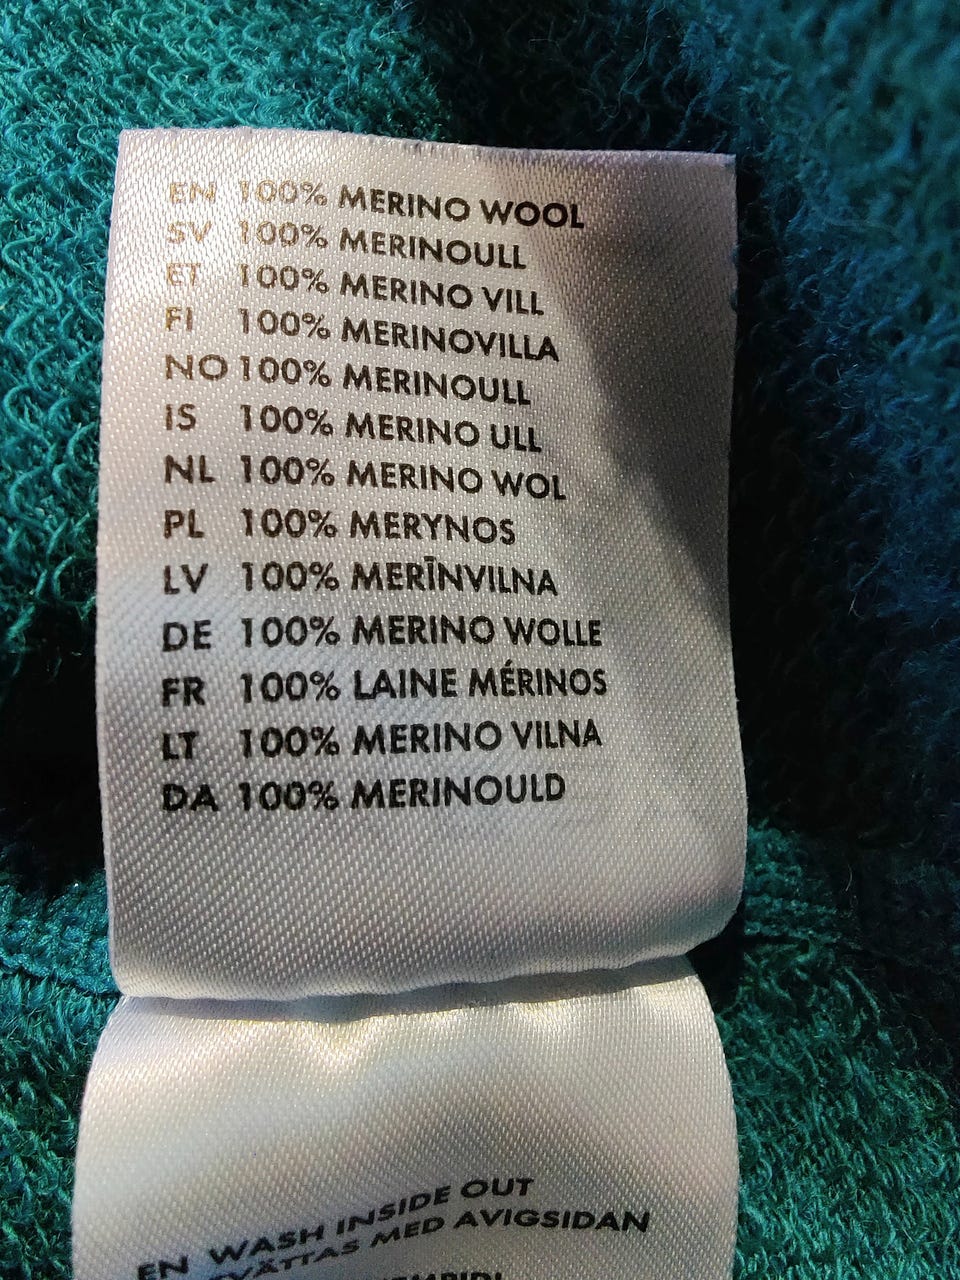 EN 100% MERINO WOOL
SV 100% MERINOULL
ET 100% MERINO VILL
FI 100% MERINOVILLA
NO 100% MERINOULL
IS 100% MERINO ULL
NL 100% MERINO WOL
PL 100% MERYNOS
LV 100% MERĪNVILNA
DE 100% MERINO WOLLE
FR 100% LAINE MÉRINOS
LT 100% MERINO VILNA
DA 100% MERINOULD
EN WASH INSIDE OUT
MED AVIGSIDAN